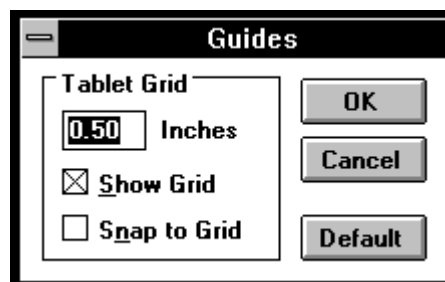 Guides
Tablet Grid
0.50 Inches
Show Grid
Snap to Grid
OK
Cancel
Default